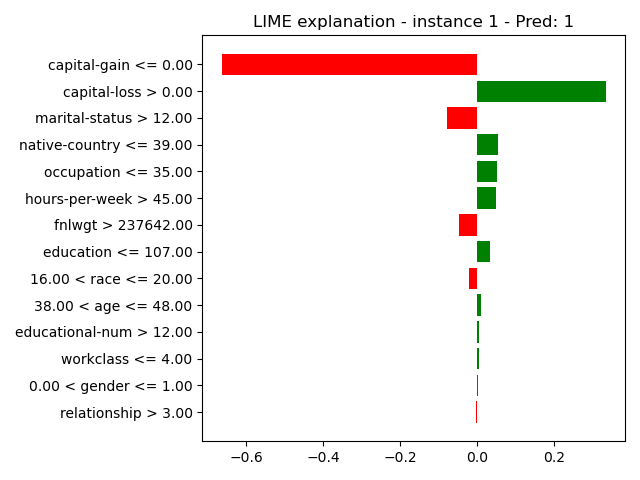 LIME explanation - instance 1 - Pred: 1
capital-gain <= 0.00
capital-loss > 0.00
marital-status > 12.00
native-country <= 39.00
occupation <= 35.00
hours-per-week > 45.00
fnlwgt > 237642.00
education <= 107.00
16.00 < race <= 20.00
38.00 < age <= 48.00
educational-num > 12.00
workclass <= 4.00
0.00 < gender <= 1.00
relationship > 3.00
−0.6 −0.4 −0.2 0.0 0.2